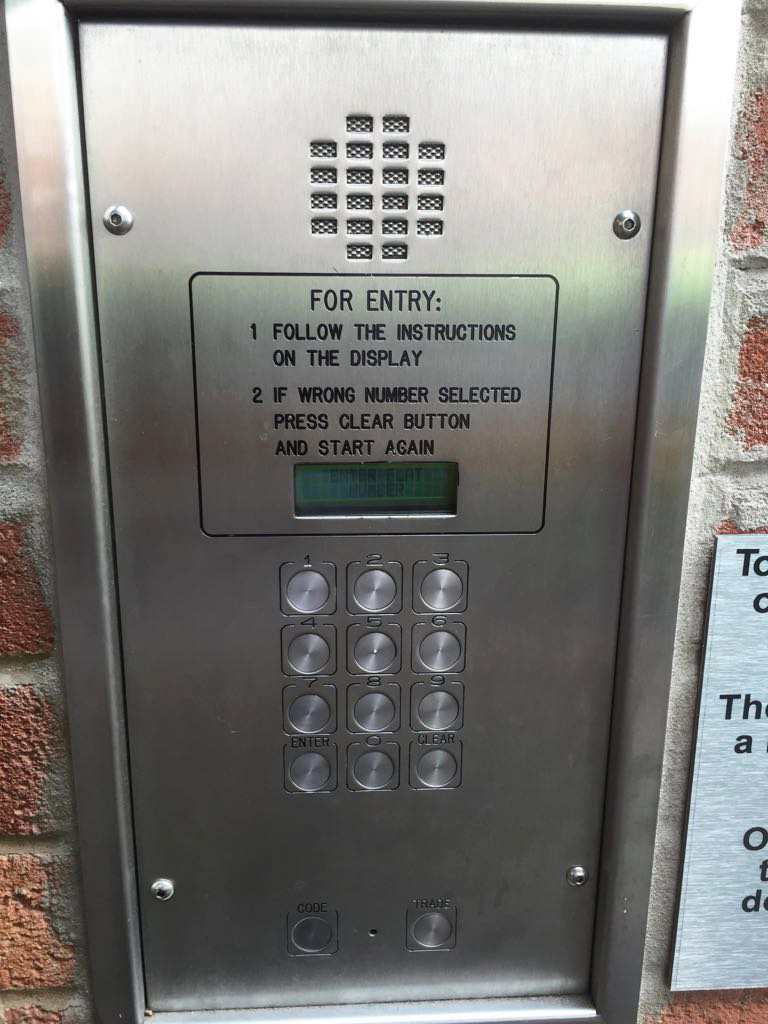 FOR ENTRY:
1 FOLLOW THE INSTRUCTIONS
ON THE DISPLAY
2 IF WRONG NUMBER SELECTED
PRESS CLEAR BUTTON
AND START AGAIN
ENTER FLAT
NUMBER
1 2 3
4 5 6
7 8 9
ENTER 0 CLEAR
CODE TRADE
a